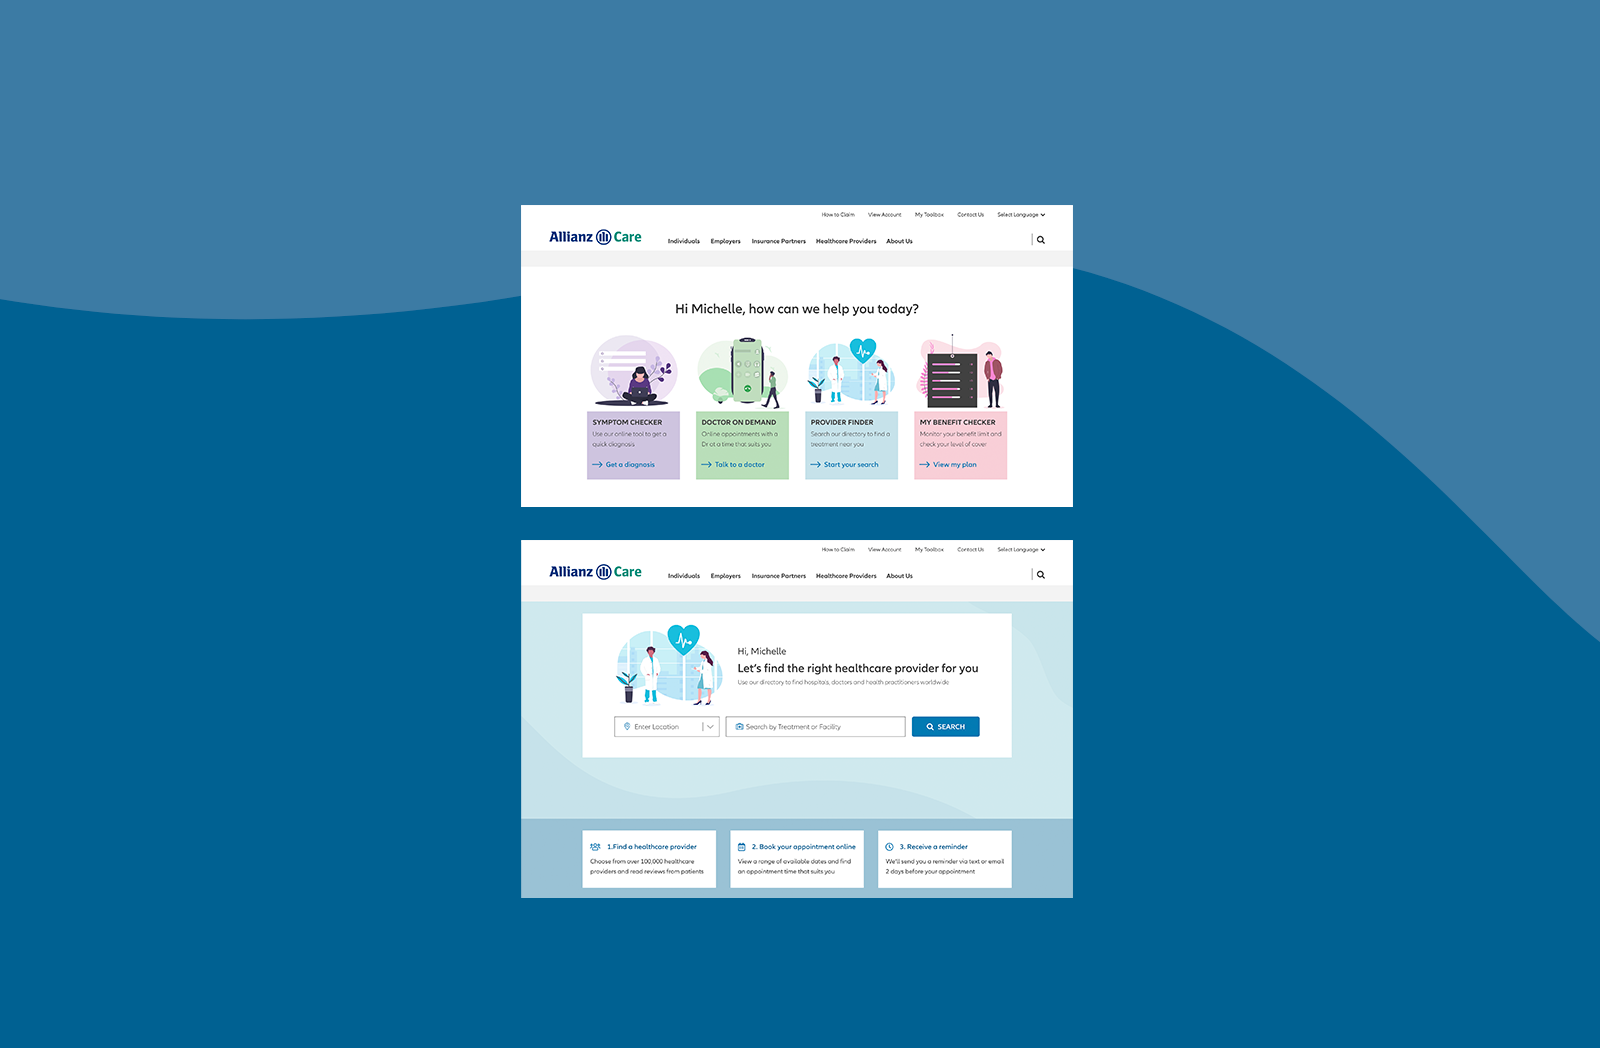 How to Claim View Account My Toolbox Contact Us Select Language
Allianz Care Individuals Employers Insurance Partners Healthcare Providers About Us
Hi Michelle, how can we help you today?
SYMPTOM CHECKER
Use our online tool to get a
quick diagnosis
Get a diagnosis
DOCTOR ON DEMAND
Online appointments with a
Dr at a time that suits you
Talk to a doctor
PROVIDER FINDER
Search our directory to find a
treatment near you
Start your search
MY BENEFIT CHECKER
Monitor your benefit limit and
check your level of cover
View my plan
How to Claim View Account My Toolbox Contact Us Select Language
Allianz Care Individuals Employers Insurance Partners Healthcare Providers About Us
Hi, Michelle
Let's find the right healthcare provider for you
Use our directory to find hospitals, doctors and health practitioners worldwide
Enter Location Search by Treatment or Facility SEARCH
1.Find a healthcare provider
Choose from over 100,000 healthcare
providers and read reviews from patients
2. Book your appointment online
View a range of available dates and find
an appointment time that suits you
3. Receive a reminder
We'll send you a reminder via text or email
2 days before your appointment